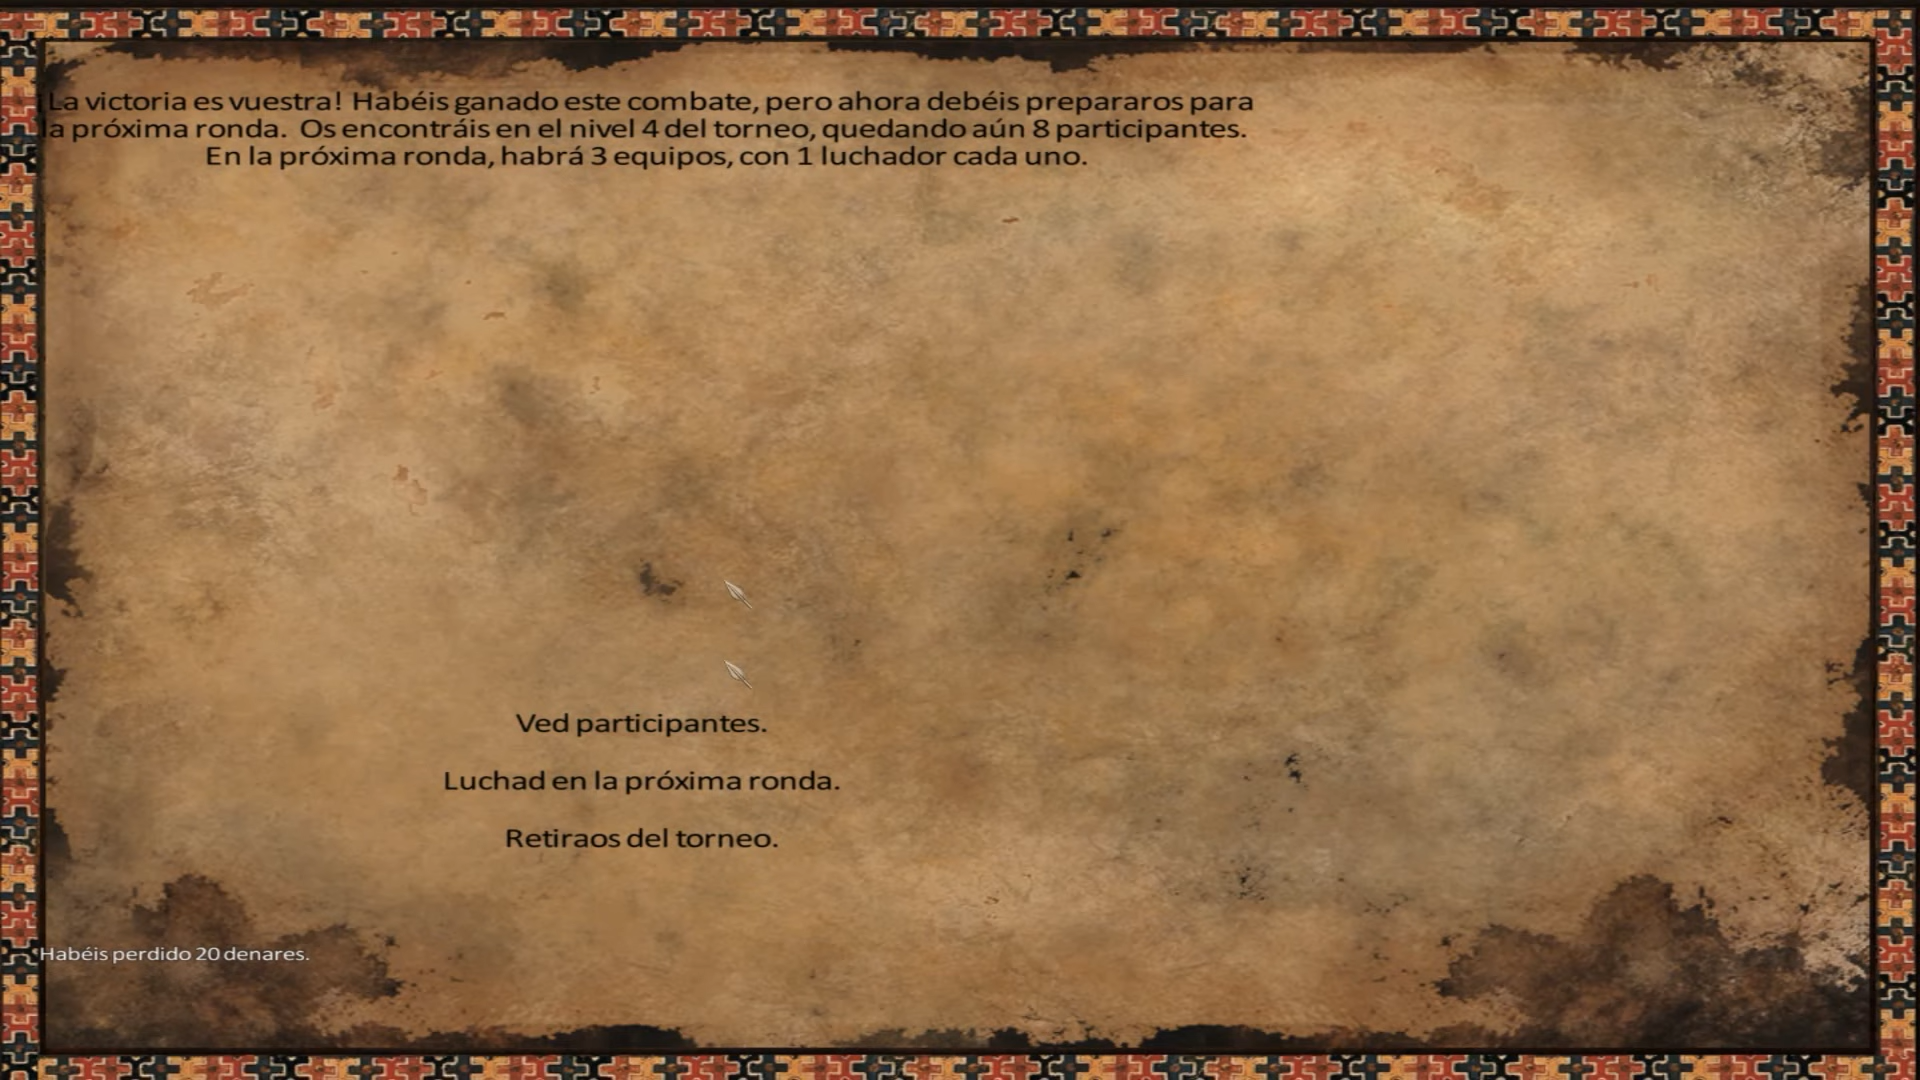 La victoria es vuestra! Habéis ganado este combate, pero ahora debéis prepararos para
la próxima ronda. Os encontráis en el nivel 4 del torneo, quedando aún 8 participantes.
En la próxima ronda, habrá 3 equipos, con 1 luchador cada uno.
Ved participantes.
Luchad en la próxima ronda.
Retiraos del torneo.
Habéis perdido 20 denares.